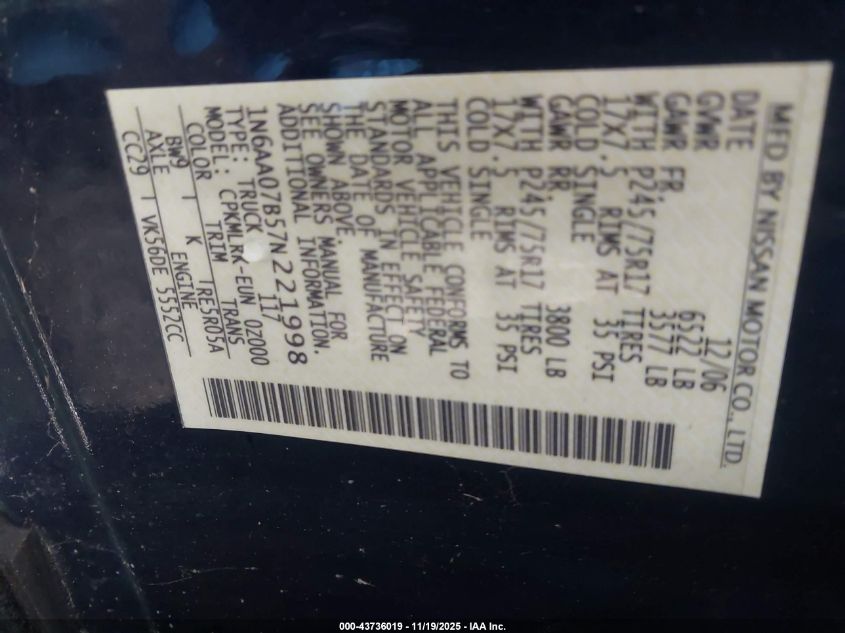 MFD BY NISSAN MOTOR CO., LTD.
DATE 12/06
GVWR 6522 LB
GAWR FR. 3577 LB
WITH P245/75R17 TIRES
17X7.5 RIMS AT 35 PSI
COLD SINGLE
GAWR RR. 3800 LB
WITH P245/75R17 TIRES
17X7.5 RIMS AT 35 PSI
COLD SINGLE
THIS VEHICLE CONFORMS TO
ALL APPLICABLE FEDERAL
MOTOR VEHICLE SAFETY
STANDARDS IN EFFECT ON
THE DATE OF MANUFACTURE
SHOWN ABOVE.
SEE OWNERS MANUAL FOR
ADDITIONAL INFORMATION.
1N6AA07B57N221998
TYPE: TRUCK 117
MODEL: CPKMLRK-EUN 02000
COLOR TRIM TRANS
BW9 I K TRE5R05A
AXLE ENGINE
CC29 I VK56DE 5552CC
000-43736019 - 11/19/2025 - IAA Inc.